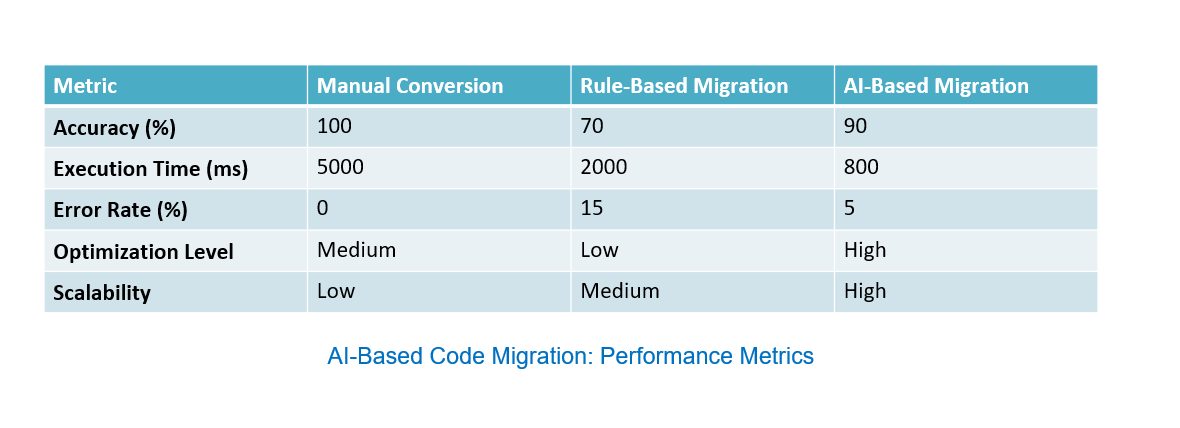 Metric Manual Conversion Rule-Based Migration AI-Based Migration
Accuracy (%) 100 70 90
Execution Time (ms) 5000 2000 800
Error Rate (%) 0 15 5
Optimization Level Medium Low High
Scalability Low Medium High
AI-Based Code Migration: Performance Metrics